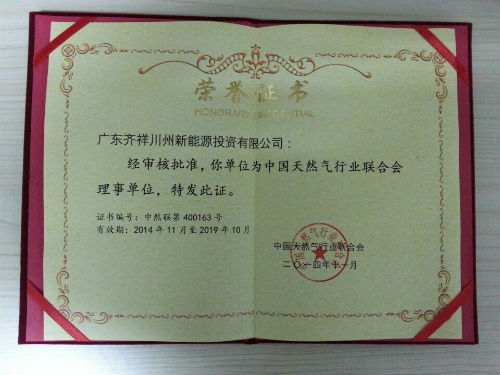 荣誉证书
HONORARY CREDENTIAL
广东齐祥川州新能源投资有限公司：
经审核批准，你单位为中国天然气行业联合会
理事单位，特发此证。
证书编号：中然联第 400163 号
有效期：2014 年 11 月至 2019 年 10 月
中国天然气行业联合会
二〇一四年十一月